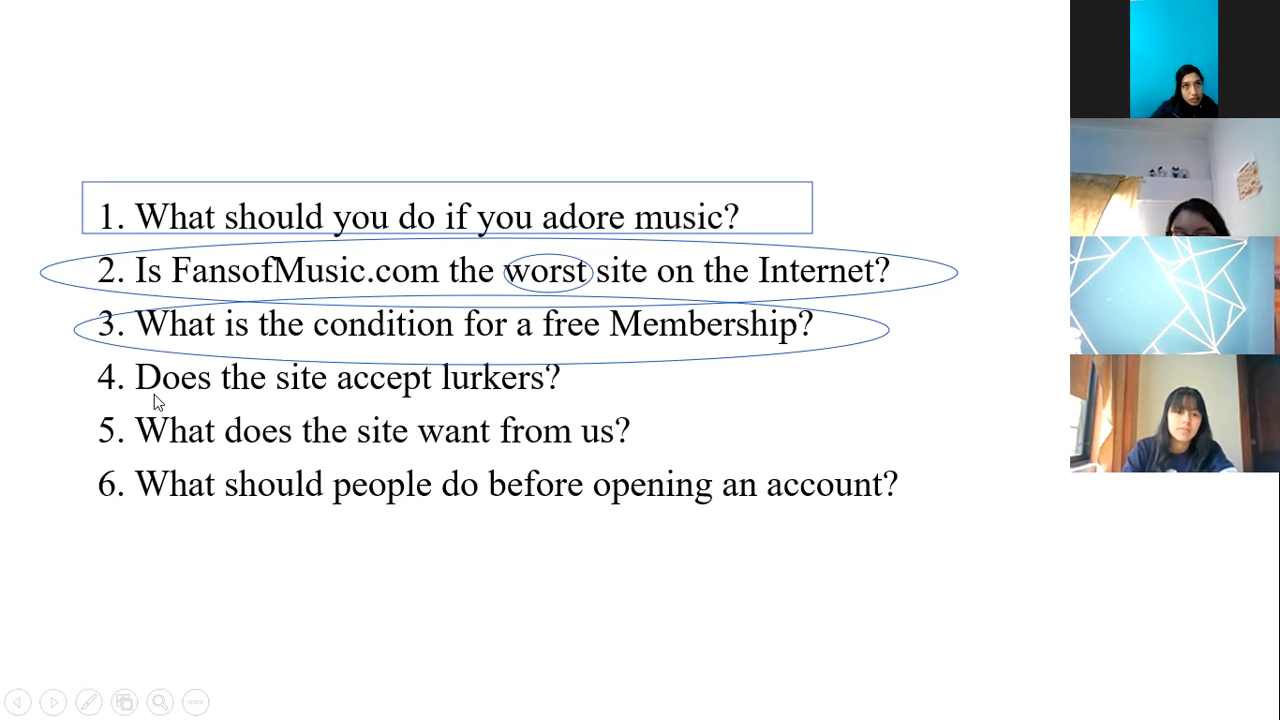 1. What should you do if you adore music?
2. Is FansofMusic.com the worst site on the Internet?
3. What is the condition for a free Membership?
4. Does the site accept lurkers?
5. What does the site want from us?
6. What should people do before opening an account?